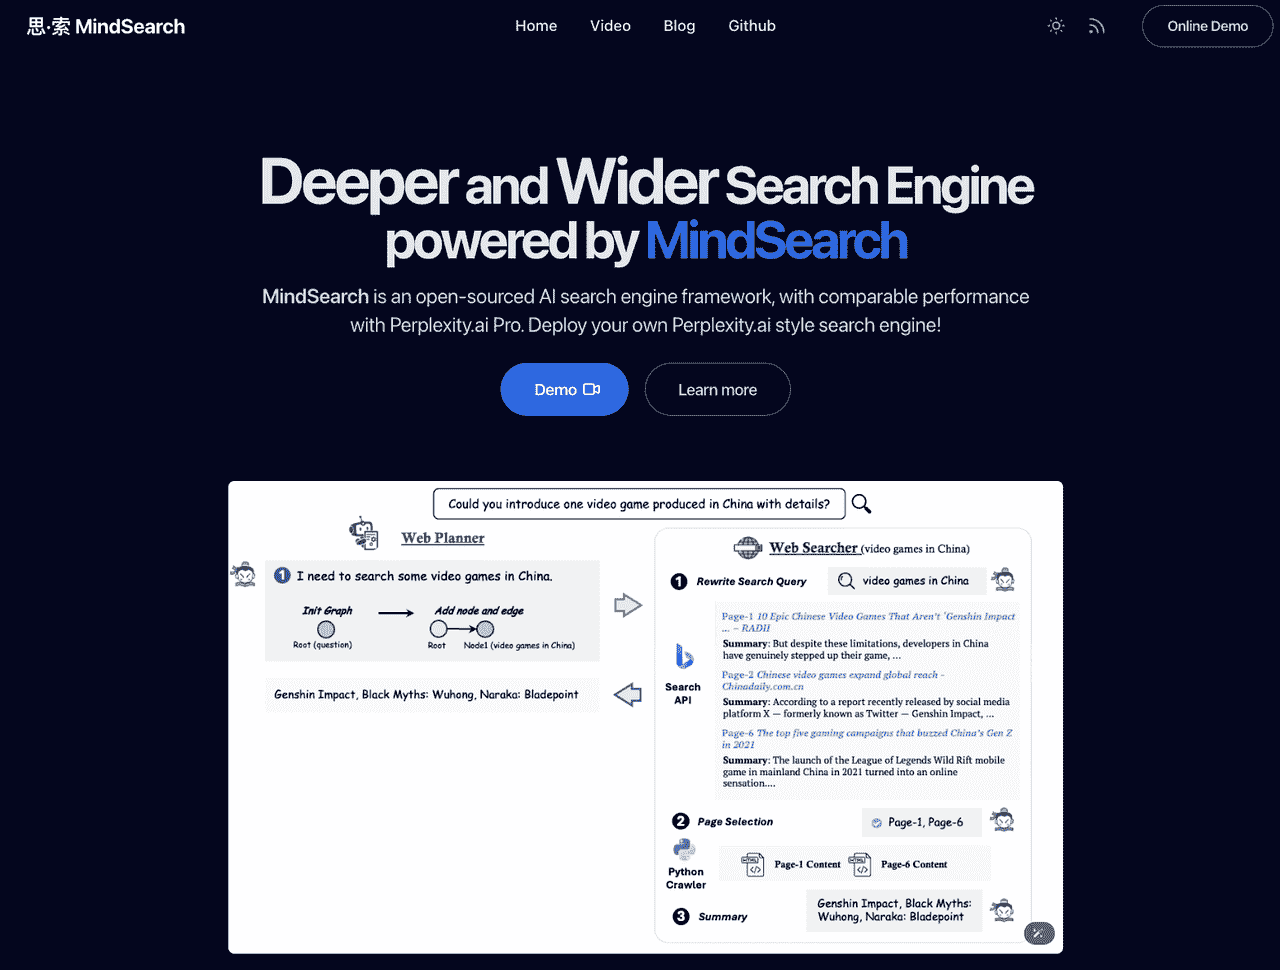 思·索 MindSearch
Home Video Blog Github
Online Demo
Deeper and Wider Search Engine
powered by MindSearch
MindSearch is an open-sourced AI search engine framework, with comparable performance
with Perplexity.ai Pro. Deploy your own Perplexity.ai style search engine!
Demo
Learn more
Could you introduce one video game produced in China with details?
Web Planner
1 I need to search some video games in China.
Init Graph
Add node and edge
Root (question)
Root
Node1 (video games in China)
Genshin Impact, Black Myths: Wuhong, Naraka: Bladepoint
Web Searcher (video games in China)
1 Rewrite Search Query
video games in China
Search
API
Page-1 10 Epic Chinese Video Games That Aren't 'Genshin Impact
... – RADII
Summary: But despite these limitations, developers in China
have genuinely stepped up their game, ...
Page-2 Chinese video games expand global reach -
Chinadaily.com.cn
Summary: According to a report recently released by social media
platform X — formerly known as Twitter — Genshin Impact, ...
Page-6 The top five gaming campaigns that buzzed China's Gen Z
in 2021
Summary: The launch of the League of Legends Wild Rift mobile
game in mainland China in 2021 turned into an online
sensation....
2 Page Selection
Page-1, Page-6
Python
Crawler
HTML
Page-1 Content
HTML
Page-6 Content
3 Summary
Genshin Impact, Black Myths:
Wuhong, Naraka: Bladepoint